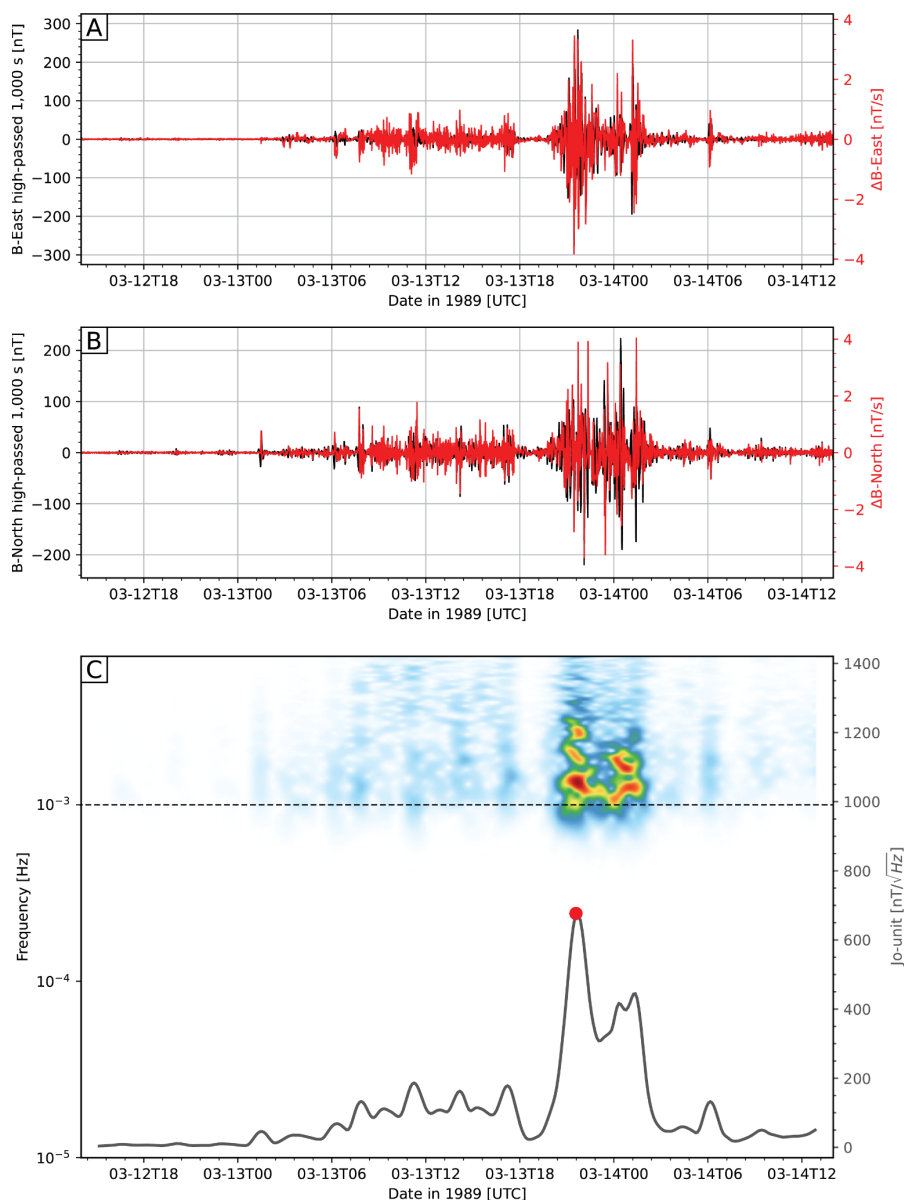 A
B-East high-passed 1,000 s [nT]
300
200
100
0
−100
−200
−300
4
2
0
−2
−4
ΔB-East [nT/s]
03-12T18 03-13T00 03-13T06 03-13T12 03-13T18 03-14T00 03-14T06 03-14T12
Date in 1989 [UTC]
B
B-North high-passed 1,000 s [nT]
200
100
0
−100
−200
4
2
0
−2
−4
ΔB-North [nT/s]
03-12T18 03-13T00 03-13T06 03-13T12 03-13T18 03-14T00 03-14T06 03-14T12
Date in 1989 [UTC]
C
Frequency [Hz]
10⁻³
10⁻⁴
10⁻⁵
1400
1200
1000
800
600
400
200
0
Jo-unit [nT/√Hz]
03-12T18 03-13T00 03-13T06 03-13T12 03-13T18 03-14T00 03-14T06 03-14T12
Date in 1989 [UTC]